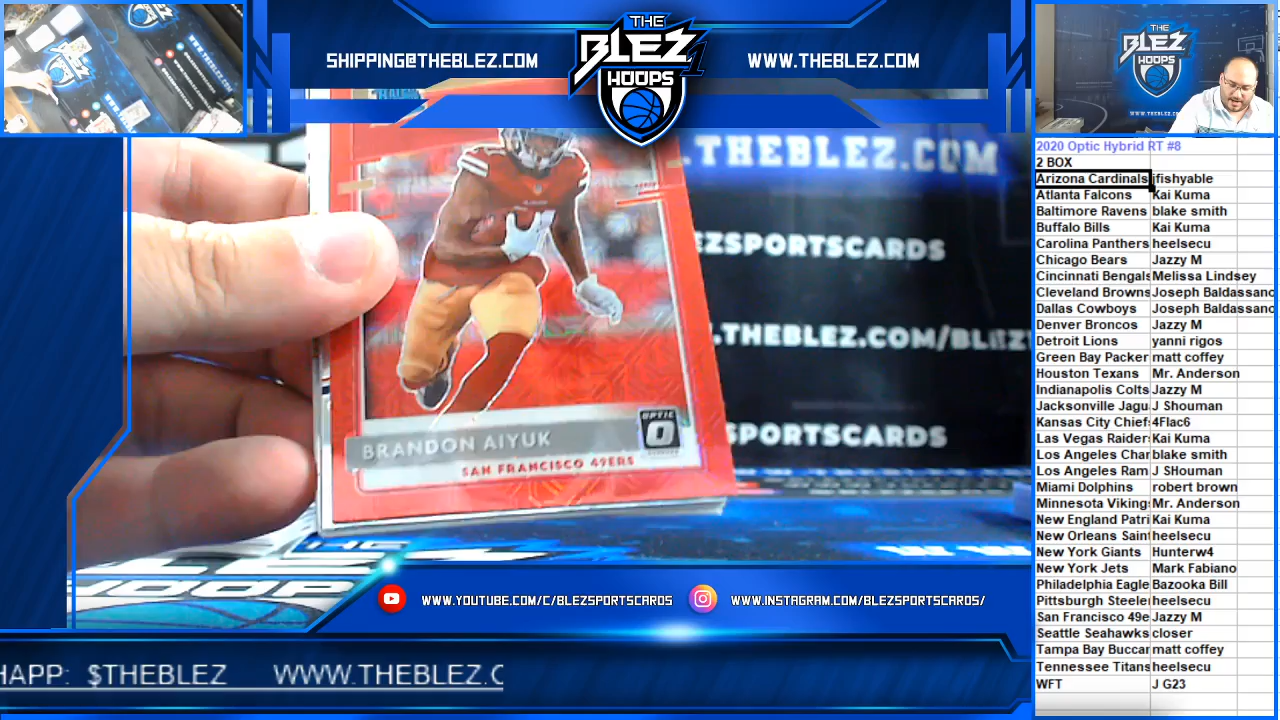 SHIPPING@THEBLEZ.COM
THE
BLEZ
HOOPS
1
WWW.THEBLEZ.COM
THE
BLEZ
HOOPS
.THEBLEZ.COM
EZSPORTSCARDS
.THEBLEZ.COM/BLEZ
SPORTSCARDS
BRANDON AIYUK
SAN FRANCISCO 49ERS
OPTIC
WWW.YOUTUBE.COM/C/BLEZSPORTSCARDS
WWW.INSTAGRAM.COM/BLEZSPORTSCARDS/
HAPP: $THEBLEZ WWW.THEBLEZ.C
2020 Optic Hybrid RT #8
2 BOX
Arizona Cardinals ifishyable
Atlanta Falcons Kai Kuma
Baltimore Ravens blake smith
Buffalo Bills Kai Kuma
Carolina Panthers heelsecu
Chicago Bears Jazzy M
Cincinnati Bengals Melissa Lindsey
Cleveland Browns Joseph Baldassano
Dallas Cowboys Joseph Baldassano
Denver Broncos Jazzy M
Detroit Lions yanni rigos
Green Bay Packer matt coffey
Houston Texans Mr. Anderson
Indianapolis Colts Jazzy M
Jacksonville Jagu J Shouman
Kansas City Chief 4Flac6
Las Vegas Raider Kai Kuma
Los Angeles Char blake smith
Los Angeles Ram J SHouman
Miami Dolphins robert brown
Minnesota Viking Mr. Anderson
New England Patri Kai Kuma
New Orleans Saint heelsecu
New York Giants Hunterw4
New York Jets Mark Fabiano
Philadelphia Eagle Bazooka Bill
Pittsburgh Steeler heelsecu
San Francisco 49e Jazzy M
Seattle Seahawks closer
Tampa Bay Buccar matt coffey
Tennessee Titans heelsecu
WFT J G23